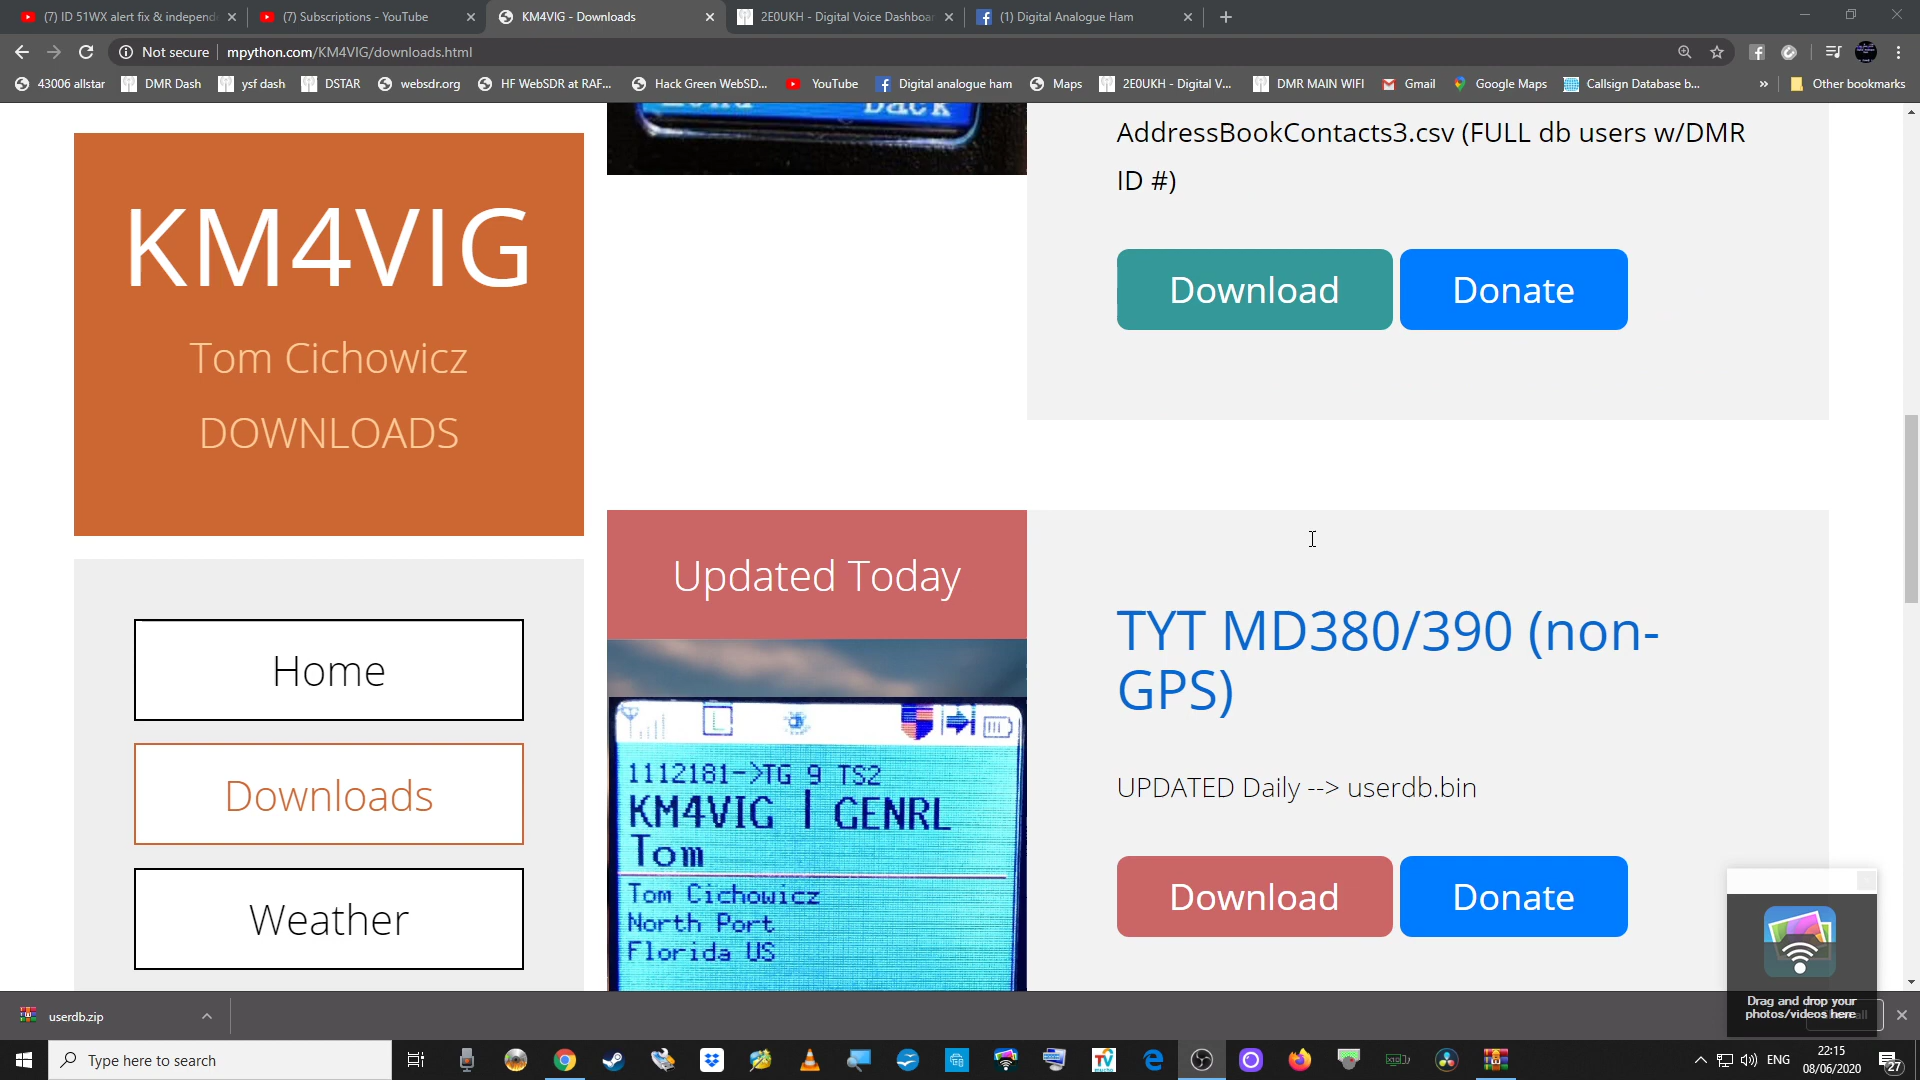 (7) ID 51WX alert fix & independ
(7) Subscriptions - YouTube
KM4VIG - Downloads
2E0UKH - Digital Voice Dashboar
(1) Digital Analogue Ham
Not secure
mpython.com/KM4VIG/downloads.html
43006 allstar
DMR Dash
ysf dash
DSTAR
websdr.org
HF WebSDR at RAF...
Hack Green WebSD...
YouTube
Digital analogue ham
Maps
2E0UKH - Digital V...
DMR MAIN WIFI
Gmail
Google Maps
Callsign Database b...
»
Other bookmarks
Back
AddressBookContacts3.csv (FULL db users w/DMR
ID #)
Download
Donate
KM4VIG
Tom Cichowicz
DOWNLOADS
Home
Downloads
Weather
Updated Today
1112181->TG 9 TS2
KM4VIG | GENRL
Tom
Tom Cichowicz
North Port
Florida US
TYT MD380/390 (non-
GPS)
UPDATED Daily --> userdb.bin
Download
Donate
Drag and drop your
photos/videos here
userdb.zip
Type here to search
ENG
22:15
08/06/2020
27